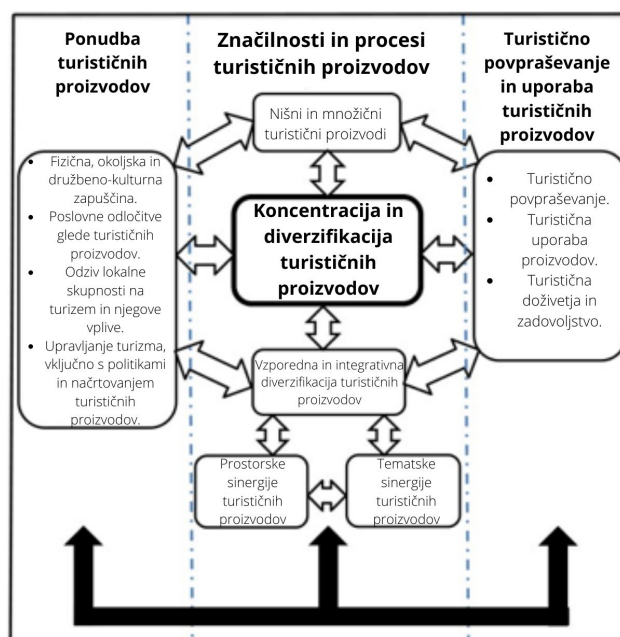 Ponudba
turističnih
proizvodov
Značilnosti in procesi
turističnih proizvodov
Turistično
povpraševanje
in uporaba
turističnih
proizvodov
Nišni in množični
turistični proizvodi
• Fizična, okoljska in
družbeno-kulturna
zapuščina.
• Poslovne odločitve
glede turističnih
proizvodov.
• Odziv lokalne
skupnosti na
turizem in njegove
vplive.
• Upravljanje turizma,
vključno s politikami
in načrtovanjem
turističnih
proizvodov.
Koncentracija in
diverzifikacija
turističnih
proizvodov
• Turistično
povpraševanje.
• Turistična
uporaba
proizvodov.
• Turistična
doživetja in
zadovoljstvo.
Vzporedna in integrativna
diverzifikacija turističnih
proizvodov
Prostorske
sinergije
turističnih
proizvodov
Tematske
sinergije
turističnih
proizvodov